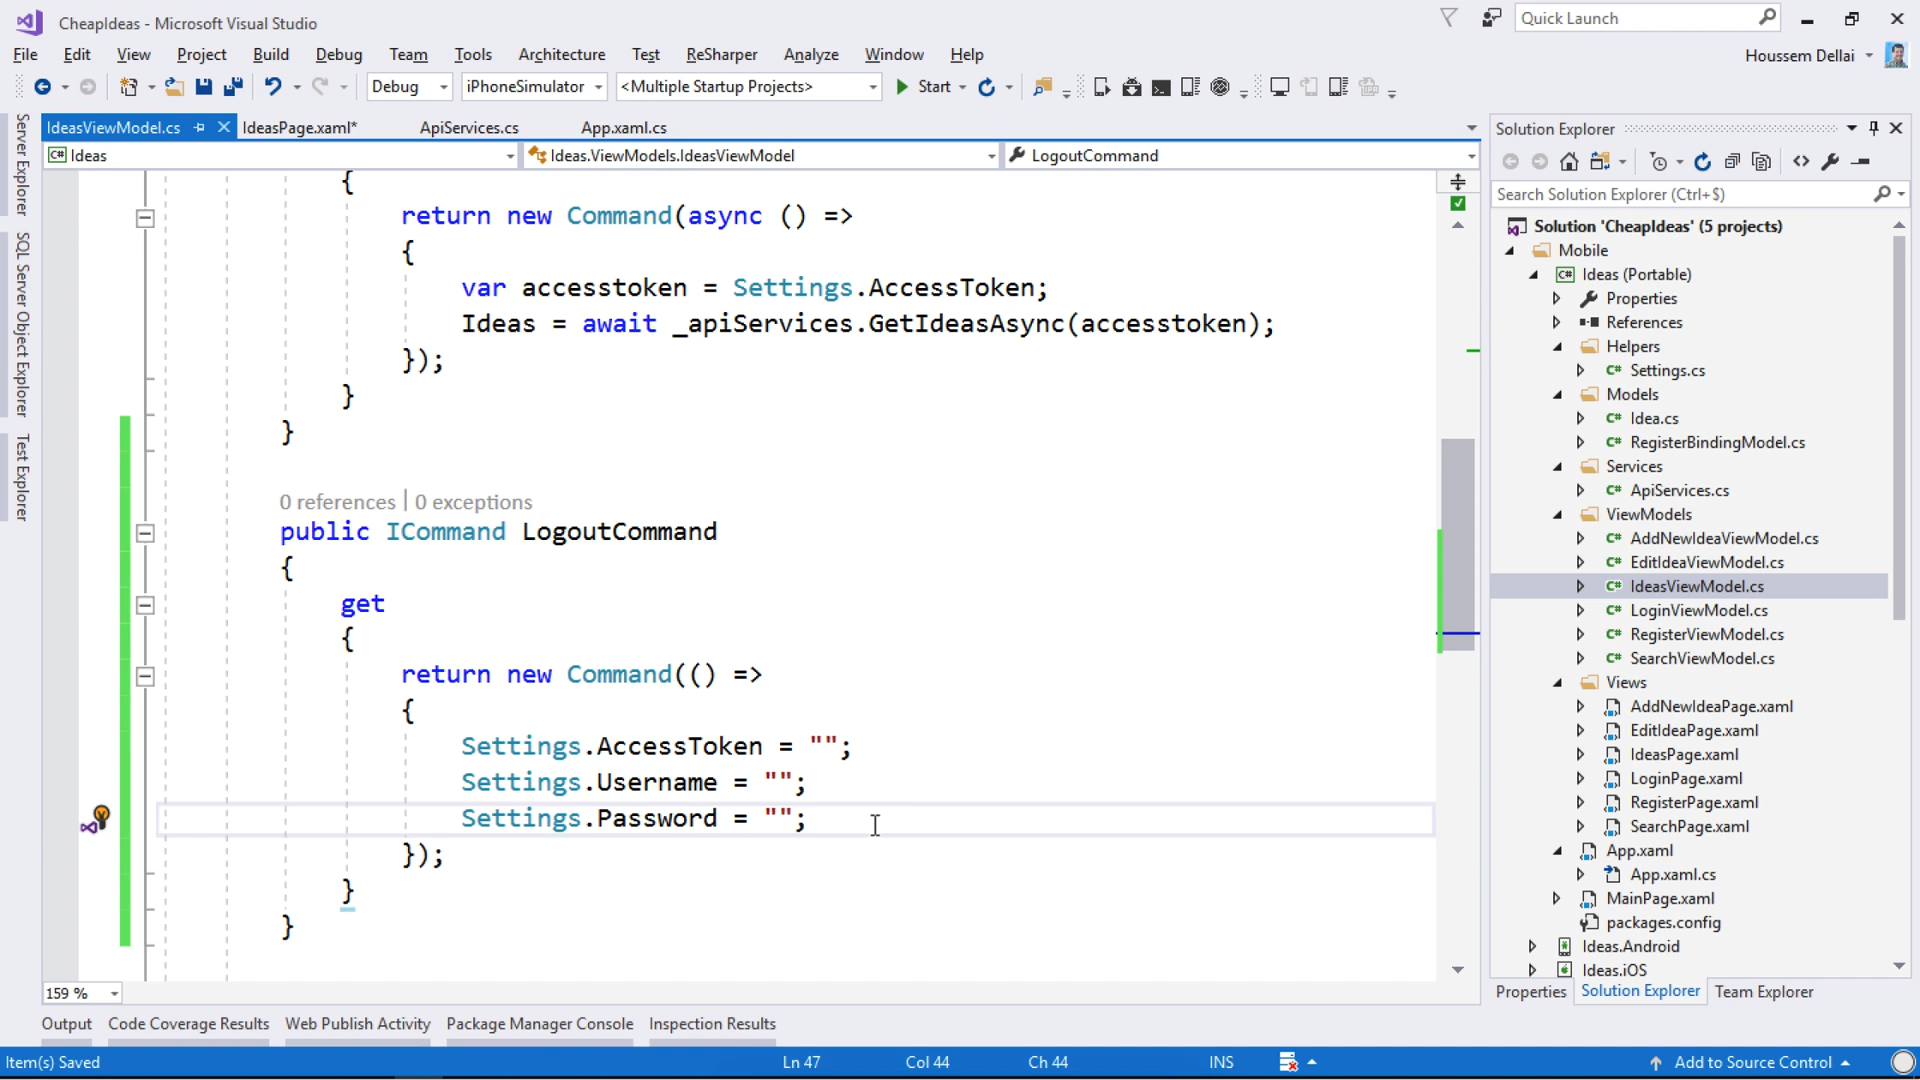 CheapIdeas - Microsoft Visual Studio
Quick Launch
File Edit View Project Build Debug Team Tools Architecture Test ReSharper Analyze Window Help
Houssem Dellai
Debug iPhoneSimulator <Multiple Startup Projects> Start
IdeasViewModel.cs IdeasPage.xaml* ApiServices.cs App.xaml.cs
Ideas Ideas.ViewModels.IdeasViewModel LogoutCommand
Server Explorer
SQL Server Object Explorer
Test Explorer
{
return new Command(async () =>
{
var accesstoken = Settings.AccessToken;
Ideas = await _apiServices.GetIdeasAsync(accesstoken);
});
}
}
0 references | 0 exceptions
public ICommand LogoutCommand
{
get
{
return new Command(() =>
{
Settings.AccessToken = "";
Settings.Username = "";
Settings.Password = "";
});
}
}
159 %
Solution Explorer
Search Solution Explorer (Ctrl+$)
Solution 'CheapIdeas' (5 projects)
Mobile
C# Ideas (Portable)
Properties
References
Helpers
C# Settings.cs
Models
C# Idea.cs
C# RegisterBindingModel.cs
Services
C# ApiServices.cs
ViewModels
C# AddNewIdeaViewModel.cs
C# EditIdeaViewModel.cs
C# IdeasViewModel.cs
C# LoginViewModel.cs
C# RegisterViewModel.cs
C# SearchViewModel.cs
Views
AddNewIdeaPage.xaml
EditIdeaPage.xaml
IdeasPage.xaml
LoginPage.xaml
RegisterPage.xaml
SearchPage.xaml
App.xaml
App.xaml.cs
MainPage.xaml
packages.config
Ideas.Android
Ideas.iOS
Properties Solution Explorer Team Explorer
Output Code Coverage Results Web Publish Activity Package Manager Console Inspection Results
Item(s) Saved Ln 47 Col 44 Ch 44 INS Add to Source Control